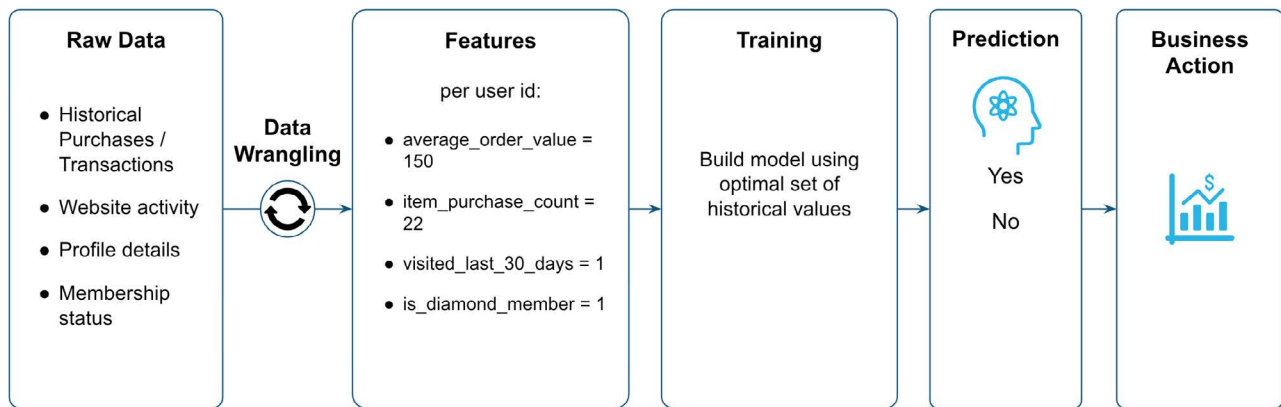 Raw Data
● Historical
Purchases /
Transactions
● Website activity
● Profile details
● Membership
status
Data
Wrangling
Features
per user id:
● average_order_value =
150
● item_purchase_count =
22
● visited_last_30_days = 1
● is_diamond_member = 1
Training
Build model using
optimal set of
historical values
Prediction
Yes
No
Business
Action
$